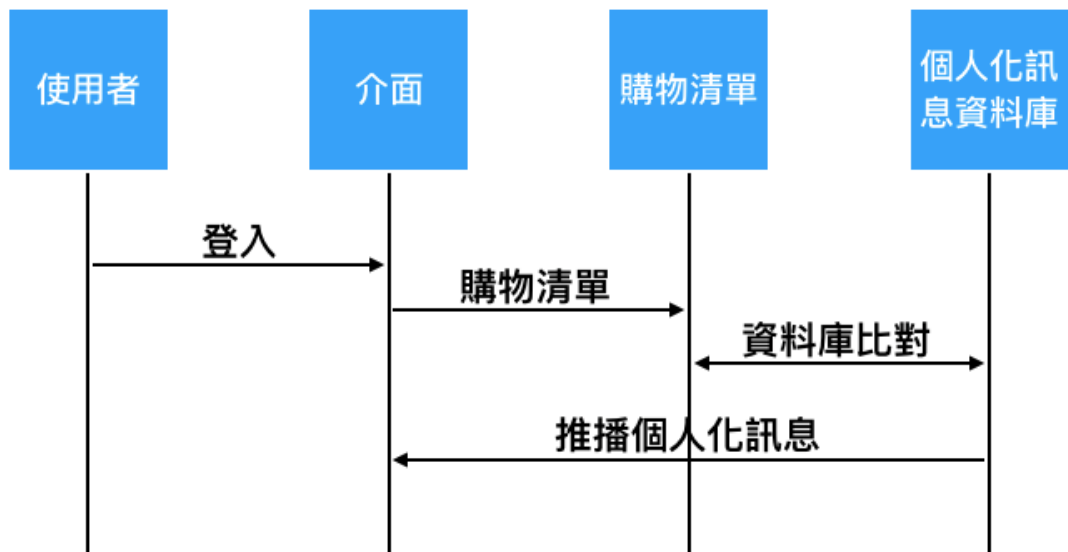 使用者
介面
購物清單
個人化訊
息資料庫
登入
購物清單
資料庫比對
推播個人化訊息